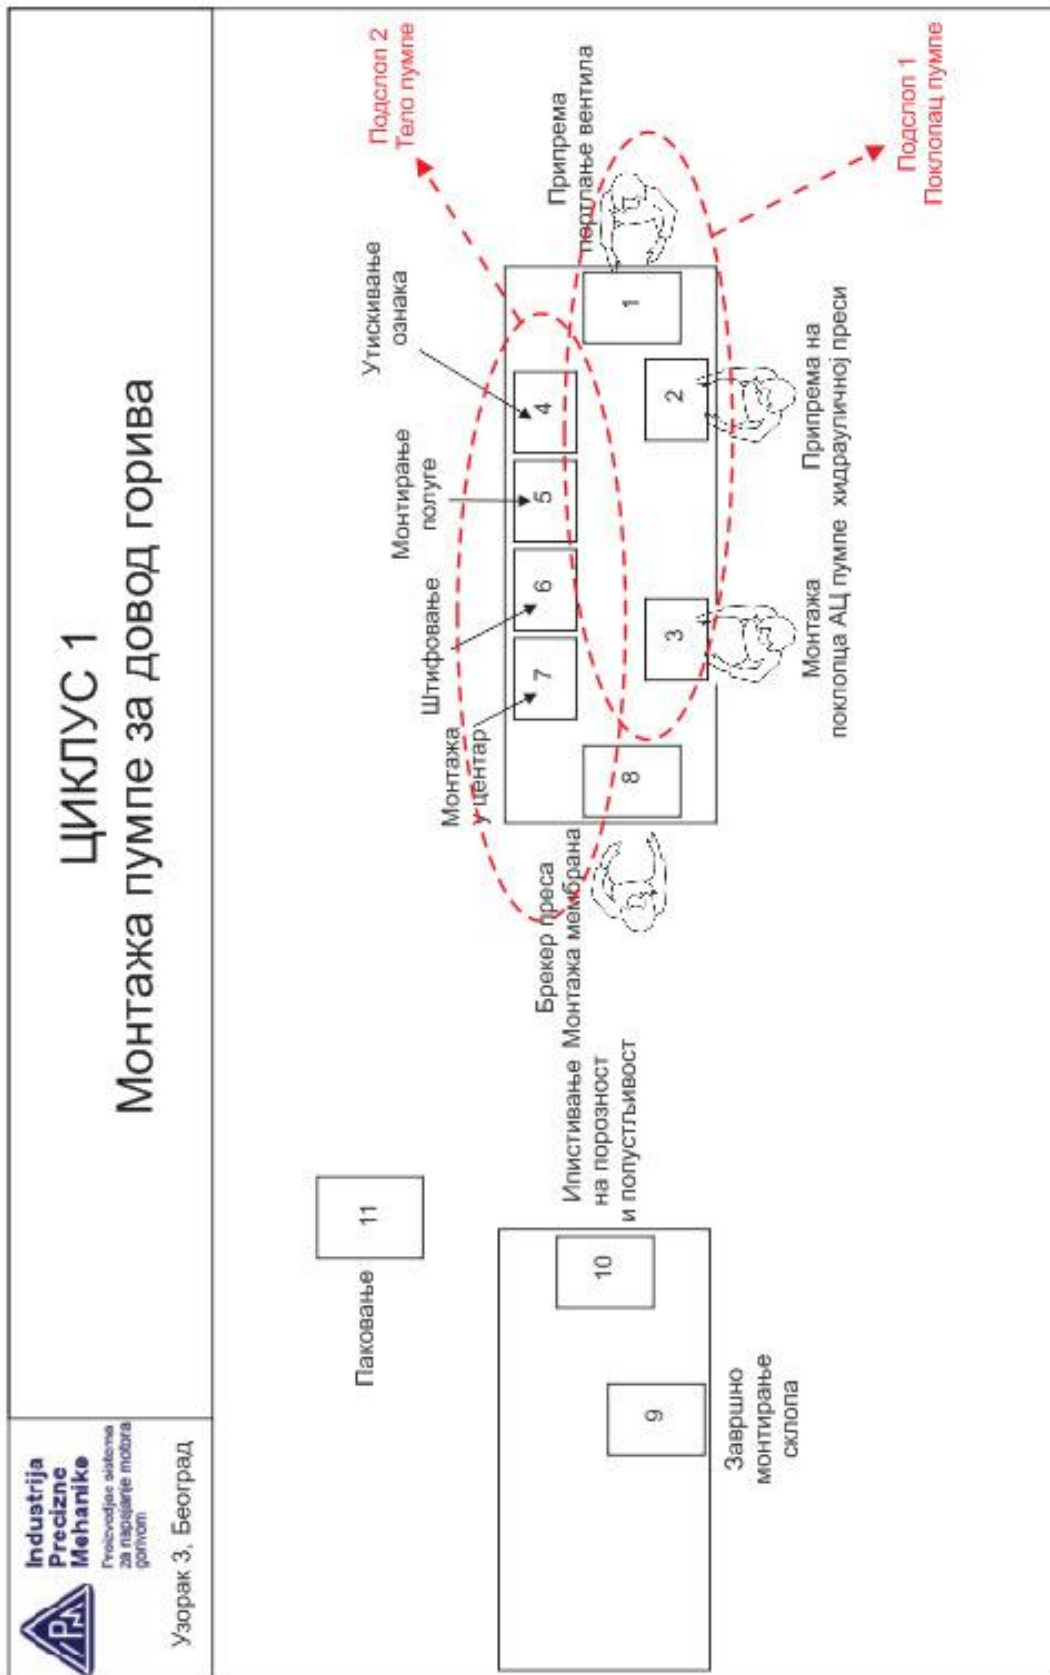 Industrija
Precizne
Mehanike
Proizvodjac sistema
za napajanje motora
gorivom
Узорак 3, Београд
ЦИКЛУС 1
Монтажа пумпе за довод горива
Подслоп 2
Тело пумпе
Утискивање
ознака
Монтирање
полуге
Штифовање
Монтажа
у центар
Припрема
пертлање вентила
Брекер преса
Монтажа мембрана
Ипистивање
на порозност
и попустљивост
Паковање
11
10
9
8
7
6
5
4
3
2
1
Завршно
монтирање
склопа
Монтажа
поклопца АЦ пумпе
Припрема на
хидрауличној преси
Подслоп 1
Поклопац пумпе